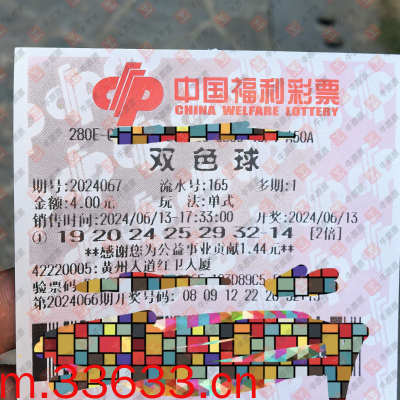 中国福利彩票
CHINA WELFARE LOTTERY
280E- A50A
双色球
期号:2024067 流水号:165 多期:1
金额:4.00元 玩 法:单式
销售时间:2024/06/13-17:33:00 开奖:2024/06/13
① 19 20 24 25 29 32-14 [2倍]
**感谢您为公益事业贡献1.44元**
42220005:黄州人道红卫大厦
验票码
第2024066期开奖号码: 08 09 12 22
m.33633.cn